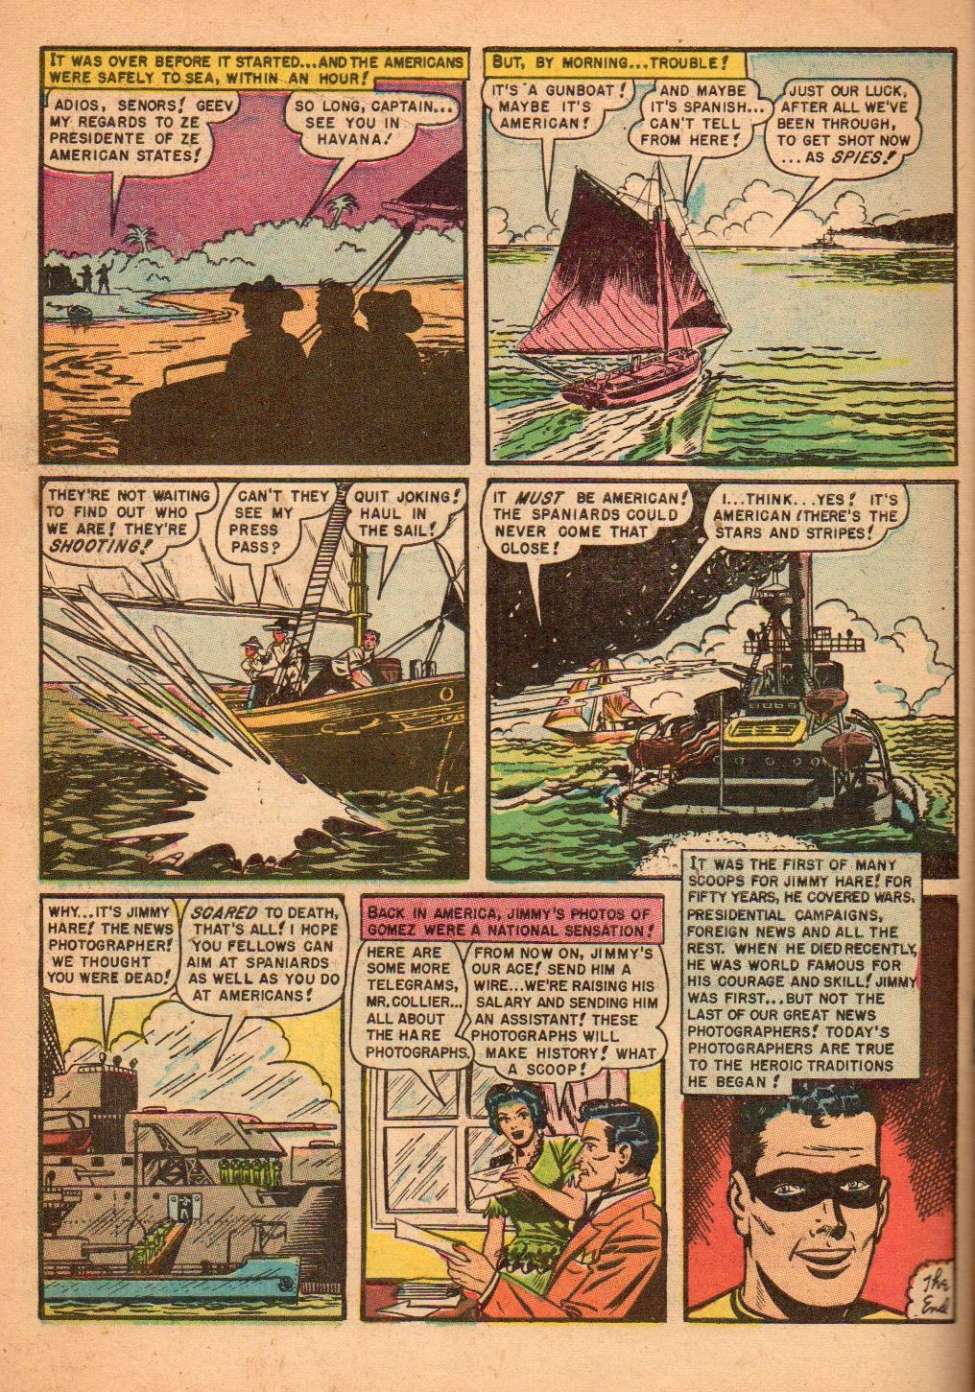 IT WAS OVER BEFORE IT STARTED...AND THE AMERICANS
WERE SAFELY TO SEA, WITHIN AN HOUR!
ADIOS, SENORS! GEEV
MY REGARDS TO ZE
PRESIDENTE OF ZE
AMERICAN STATES!
SO LONG, CAPTAIN...
SEE YOU IN
HAVANA!
BUT, BY MORNING...TROUBLE!
IT'S A GUNBOAT!
MAYBE IT'S
AMERICAN!
AND MAYBE
IT'S SPANISH...
CAN'T TELL
FROM HERE!
JUST OUR LUCK,
AFTER ALL WE'VE
BEEN THROUGH,
TO GET SHOT NOW
...AS SPIES!
THEY'RE NOT WAITING
TO FIND OUT WHO
WE ARE! THEY'RE
SHOOTING!
CAN'T THEY
SEE MY
PRESS
PASS?
QUIT JOKING!
HAUL IN
THE SAIL!
IT MUST BE AMERICAN!
THE SPANIARDS COULD
NEVER COME THAT
CLOSE!
I...THINK...YES! IT'S
AMERICAN! THERE'S THE
STARS AND STRIPES!
WHY...IT'S JIMMY
HARE! THE NEWS
PHOTOGRAPHER!
WE THOUGHT
YOU WERE DEAD!
SCARED TO DEATH,
THAT'S ALL! I HOPE
YOU FELLOWS CAN
AIM AT SPANIARDS
AS WELL AS YOU DO
AT AMERICANS!
BACK IN AMERICA, JIMMY'S PHOTOS OF
GOMEZ WERE A NATIONAL SENSATION!
HERE ARE
SOME MORE
TELEGRAMS,
MR. COLLIER...
ALL ABOUT
THE HARE
PHOTOGRAPHS.
FROM NOW ON, JIMMY'S
OUR ACE! SEND HIM A
WIRE...WE'RE RAISING HIS
SALARY AND SENDING HIM
AN ASSISTANT! THESE
PHOTOGRAPHS WILL
MAKE HISTORY! WHAT
A SCOOP!
IT WAS THE FIRST OF MANY
SCOOPS FOR JIMMY HARE! FOR
FIFTY YEARS, HE COVERED WARS,
PRESIDENTIAL CAMPAIGNS,
FOREIGN NEWS AND ALL THE
REST. WHEN HE DIED RECENTLY,
HE WAS WORLD FAMOUS FOR
HIS COURAGE AND SKILL! JIMMY
WAS FIRST...BUT NOT THE
LAST OF OUR GREAT NEWS
PHOTOGRAPHERS! TODAY'S
PHOTOGRAPHERS ARE TRUE
TO THE HEROIC TRADITIONS
HE BEGAN!
The
End